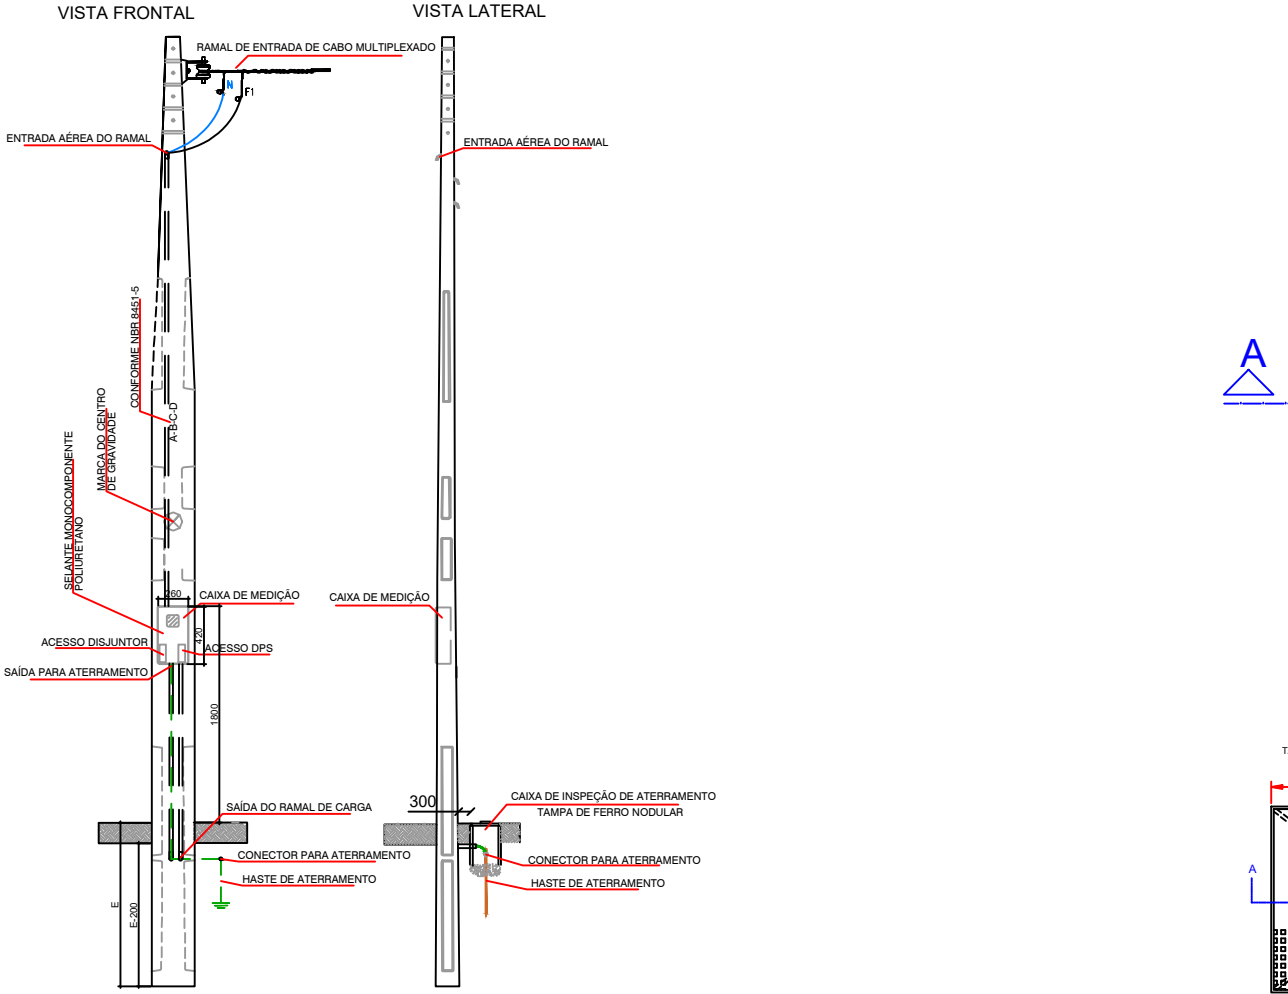 VISTA FRONTAL
VISTA LATERAL
RAMAL DE ENTRADA DE CABO MULTIPLEXADO
N
F1
ENTRADA AÉREA DO RAMAL
ENTRADA AÉREA DO RAMAL
CONFORME NBR 8451-5
A-B-C-D
MARCA DO CENTRO
DE GRAVIDADE
SELANTE MONOCOMPONENTE
POLIURETANO
A
260
CAIXA DE MEDIÇÃO
CAIXA DE MEDIÇÃO
420
ACESSO DISJUNTOR
ACESSO DPS
SAÍDA PARA ATERRAMENTO
1800
300
CAIXA DE INSPEÇÃO DE ATERRAMENTO
TAMPA DE FERRO NODULAR
SAÍDA DO RAMAL DE CARGA
CONECTOR PARA ATERRAMENTO
CONECTOR PARA ATERRAMENTO
HASTE DE ATERRAMENTO
HASTE DE ATERRAMENTO
E
E-200
A